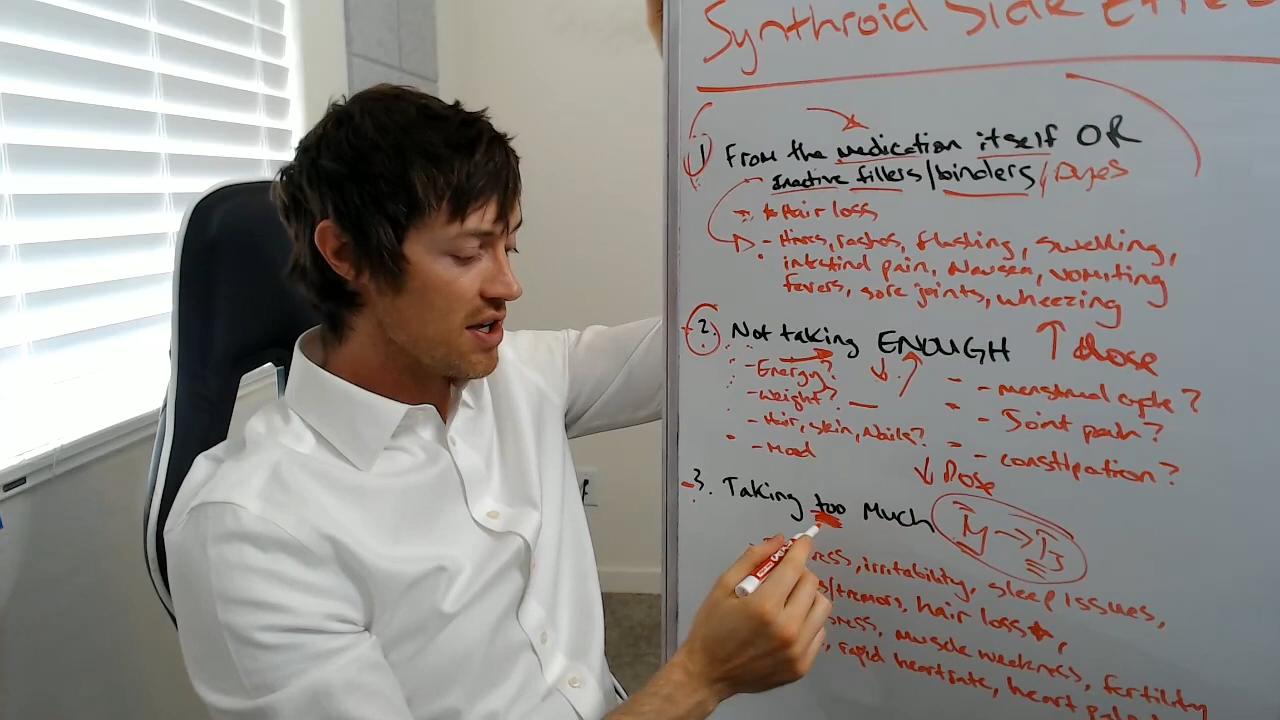 Synthroid Side Effe
1) From the medication itself OR
Inactive fillers/binders/Dyes
- Hair loss
- Hives, rashes, flushing, swelling,
intestinal pain, Nausea, vomiting
fevers, sore joints, wheezing
2. Not taking ENOUGH ↑ dose
- Energy? ↓
- weight?
- Hair, skin, Nails?
- Mood
- menstrual cycle?
- Joint pain?
- constipation?
↓ Dose
3. Taking too Much T4 → T3
ess, irritability, sleep issues,
/tremors, hair loss,
ness, muscle weakness, fertility
, rapid heartrate, heart